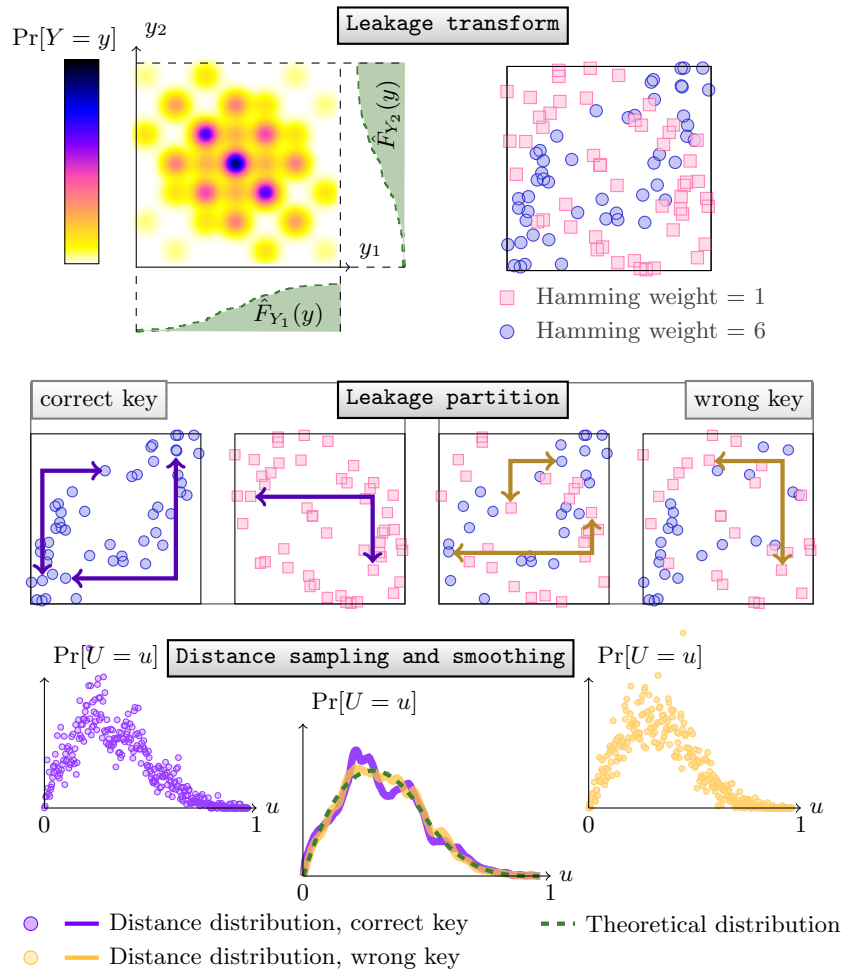 Leakage transform
Pr[Y = y]
y₂
F̂_{Y₂}(y)
y₁
F̂_{Y₁}(y)
Hamming weight = 1
Hamming weight = 6
correct key
Leakage partition
wrong key
Distance sampling and smoothing
Pr[U = u]
u
0
1
Pr[U = u]
u
0
1
Pr[U = u]
u
0
1
Distance distribution, correct key
Theoretical distribution
Distance distribution, wrong key